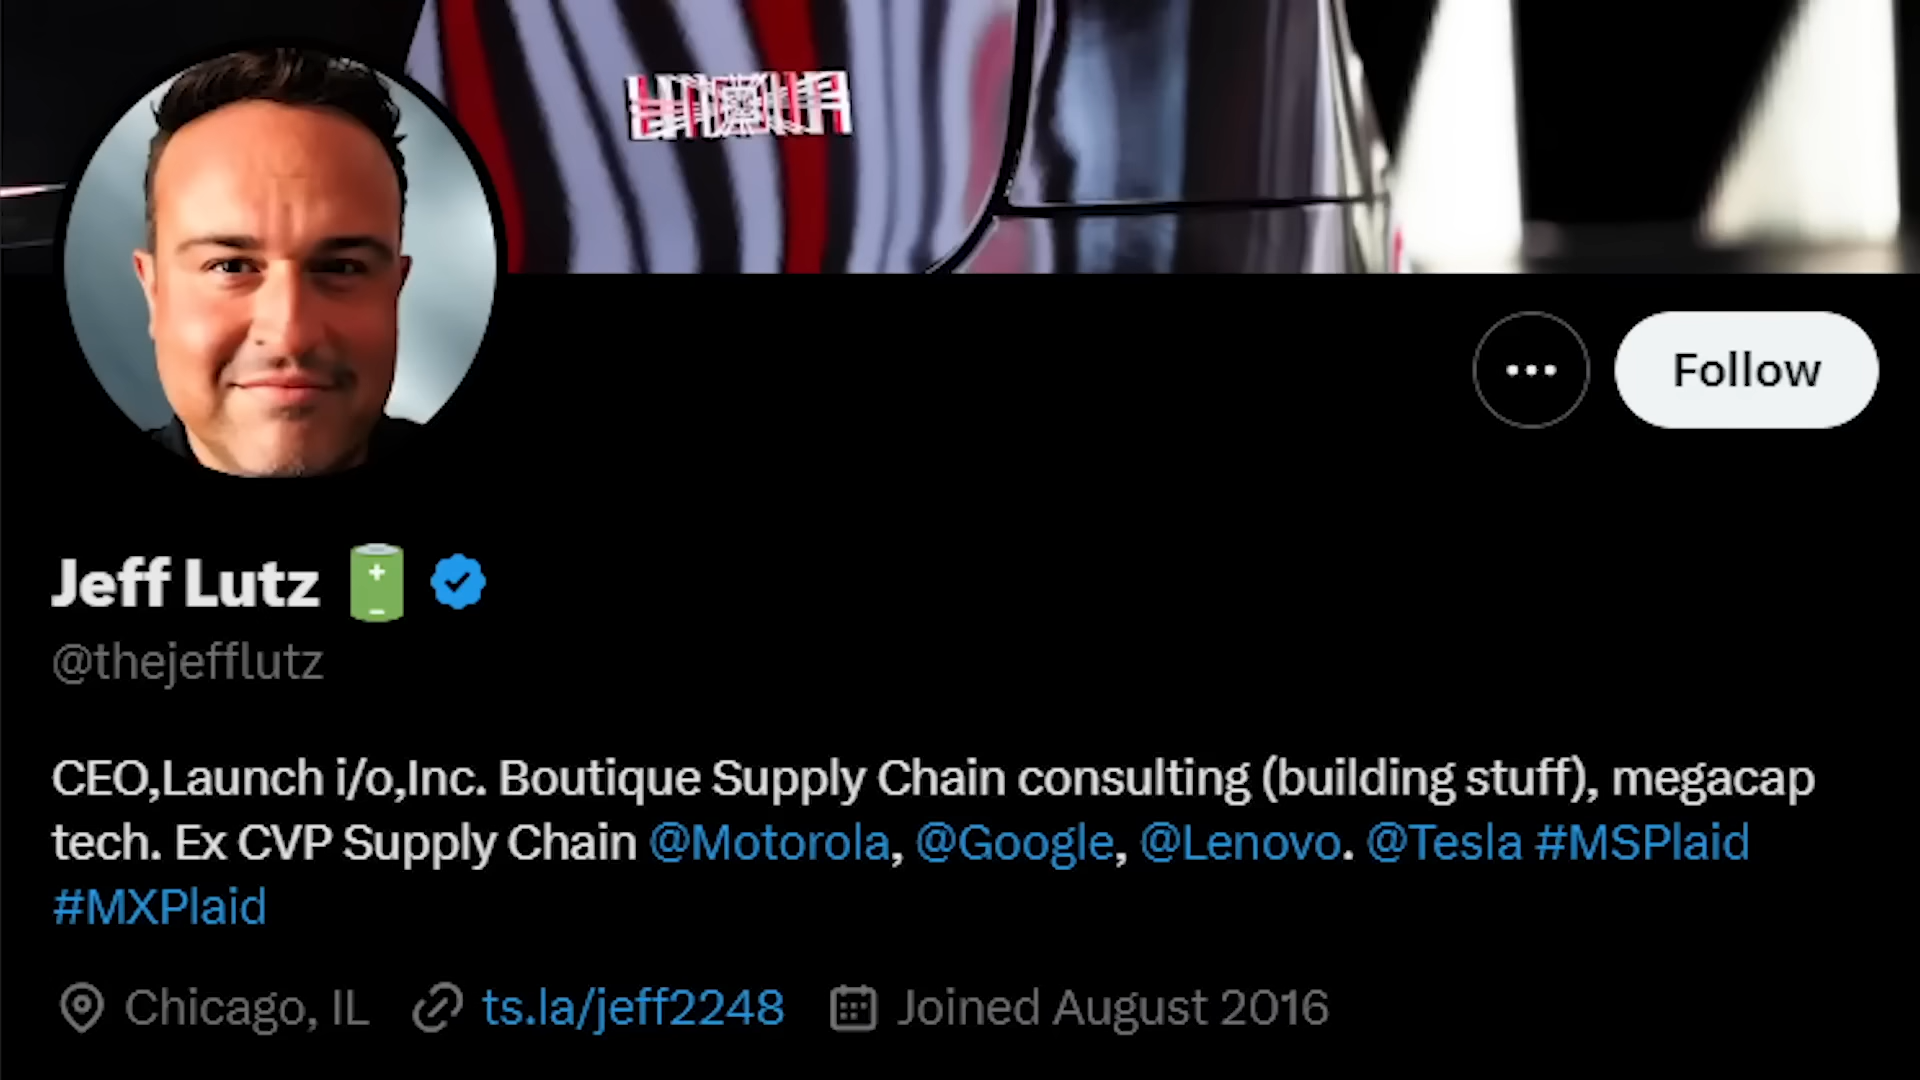 Follow
Jeff Lutz
@thejefflutz
CEO,Launch i/o,Inc. Boutique Supply Chain consulting (building stuff), megacap
tech. Ex CVP Supply Chain @Motorola, @Google, @Lenovo. @Tesla #MSPlaid
#MXPlaid
Chicago, IL ts.la/jeff2248 Joined August 2016